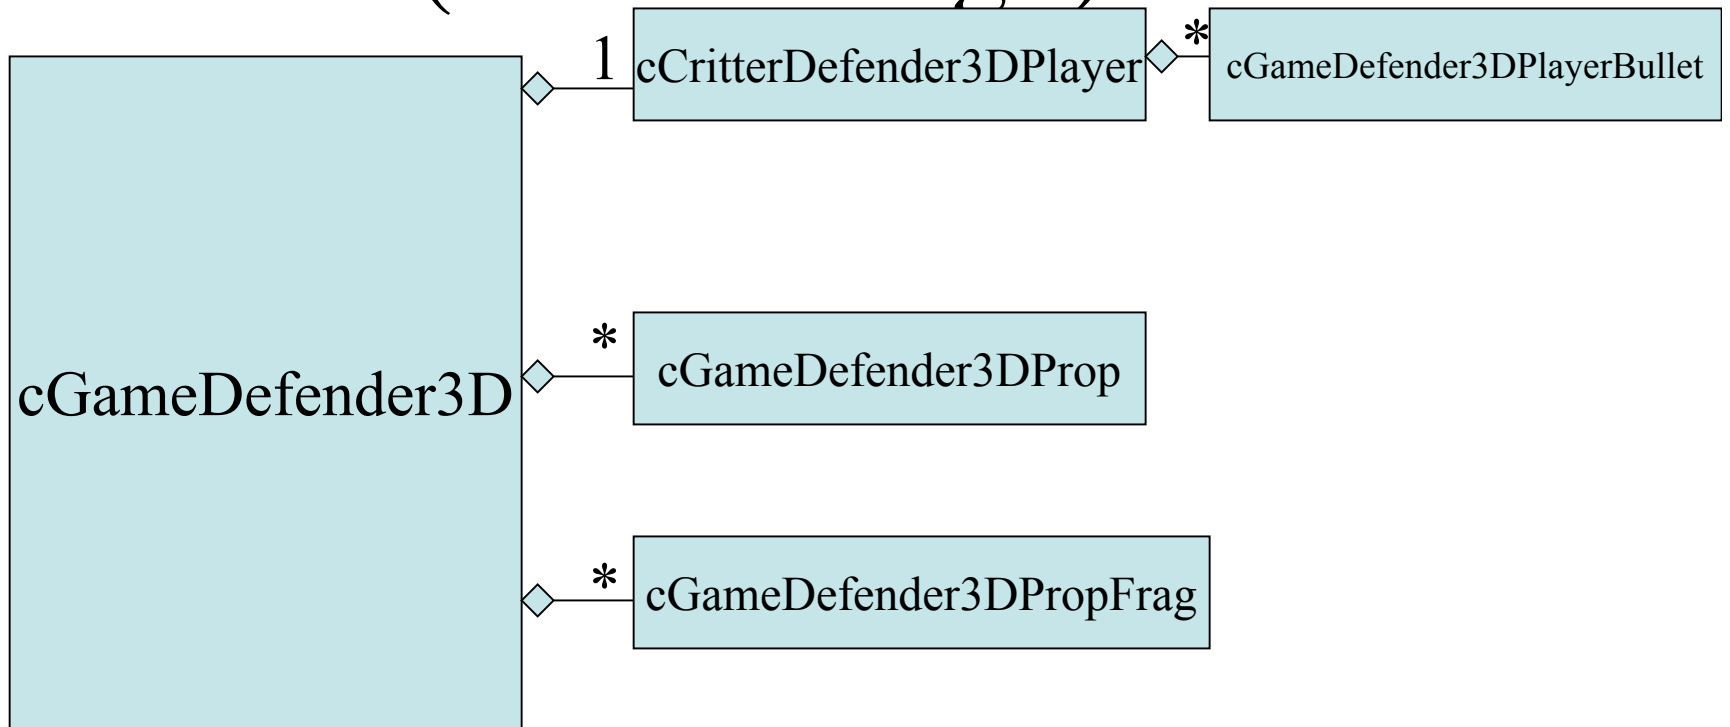 1
cCritterDefender3DPlayer
*
cGameDefender3DPlayerBullet
*
cGameDefender3DProp
cGameDefender3D
*
cGameDefender3DPropFrag